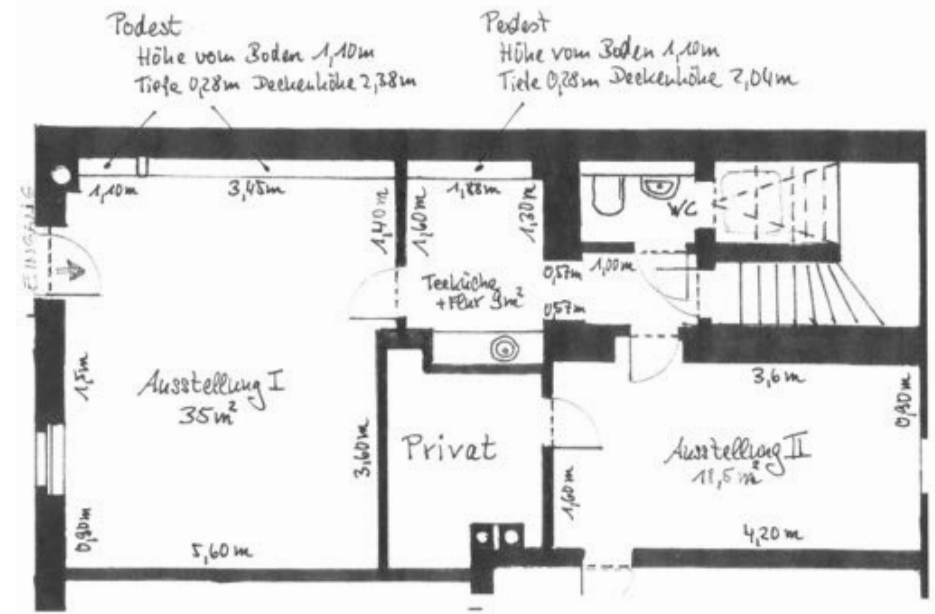 Podest
Höhe vom Boden 1,10m
Tiefe 0,28m Deckenhöhe 2,38m
Podest
Höhe vom Boden 1,10m
Tiefe 0,28m Deckenhöhe 2,04m
1,10m
3,45m
1,88m
EINGANG
1,40m
1,60m
1,30m
WC
Teeküche
+Flur 9m²
0,57m
1,00m
0,57m
1,5m
Ausstellung I
35m²
3,60m
Privat
3,6m
0,90m
Ausstellung II
18,5m²
1,60m
0,90m
5,60m
4,20m